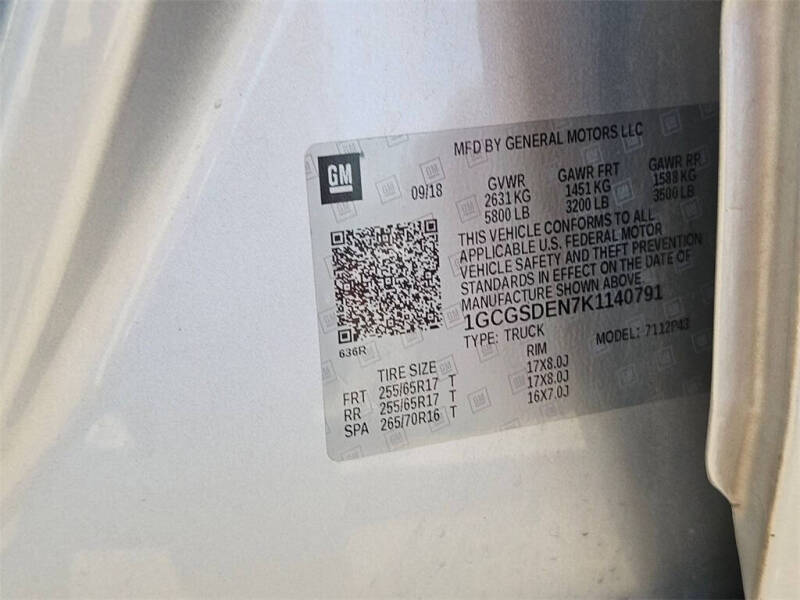 MFD BY GENERAL MOTORS LLC
GM
09/18
GVWR GAWR FRT GAWR RR
2631 KG 1451 KG 1588 KG
5800 LB 3200 LB 3500 LB
THIS VEHICLE CONFORMS TO ALL
APPLICABLE U.S. FEDERAL MOTOR
VEHICLE SAFETY AND THEFT PREVENTION
STANDARDS IN EFFECT ON THE DATE OF
MANUFACTURE SHOWN ABOVE.
1GCGSDEN7K1140791
TYPE: TRUCK MODEL: 7112P43
636R
TIRE SIZE RIM
FRT 255/65R17 T 17X8.0J
RR 255/65R17 T 17X8.0J
SPA 265/70R16 T 16X7.0J